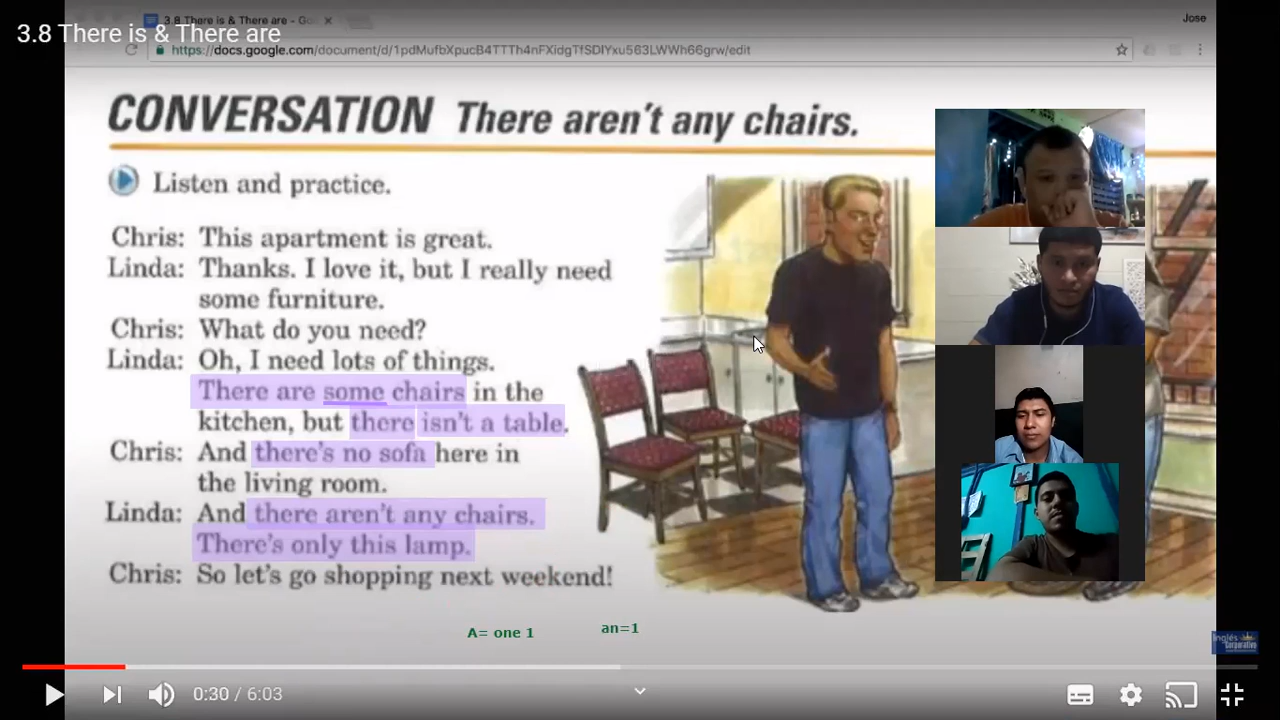 3.8 There is & There are - Go
Jose
3.8 There is & There are
https://docs.google.com/document/d/1pdMufbXpucB4TTTh4nFXidgTfSDIYxu563LWWh66grw/edit
CONVERSATION There aren't any chairs.
Listen and practice.
Chris: This apartment is great.
Linda: Thanks. I love it, but I really need
some furniture.
Chris: What do you need?
Linda: Oh, I need lots of things.
There are some chairs in the
kitchen, but there isn't a table.
Chris: And there's no sofa here in
the living room.
Linda: And there aren't any chairs.
There's only this lamp.
Chris: So let's go shopping next weekend!
A= one 1 an=1
Inglés
Corporativo
0:30 / 6:03